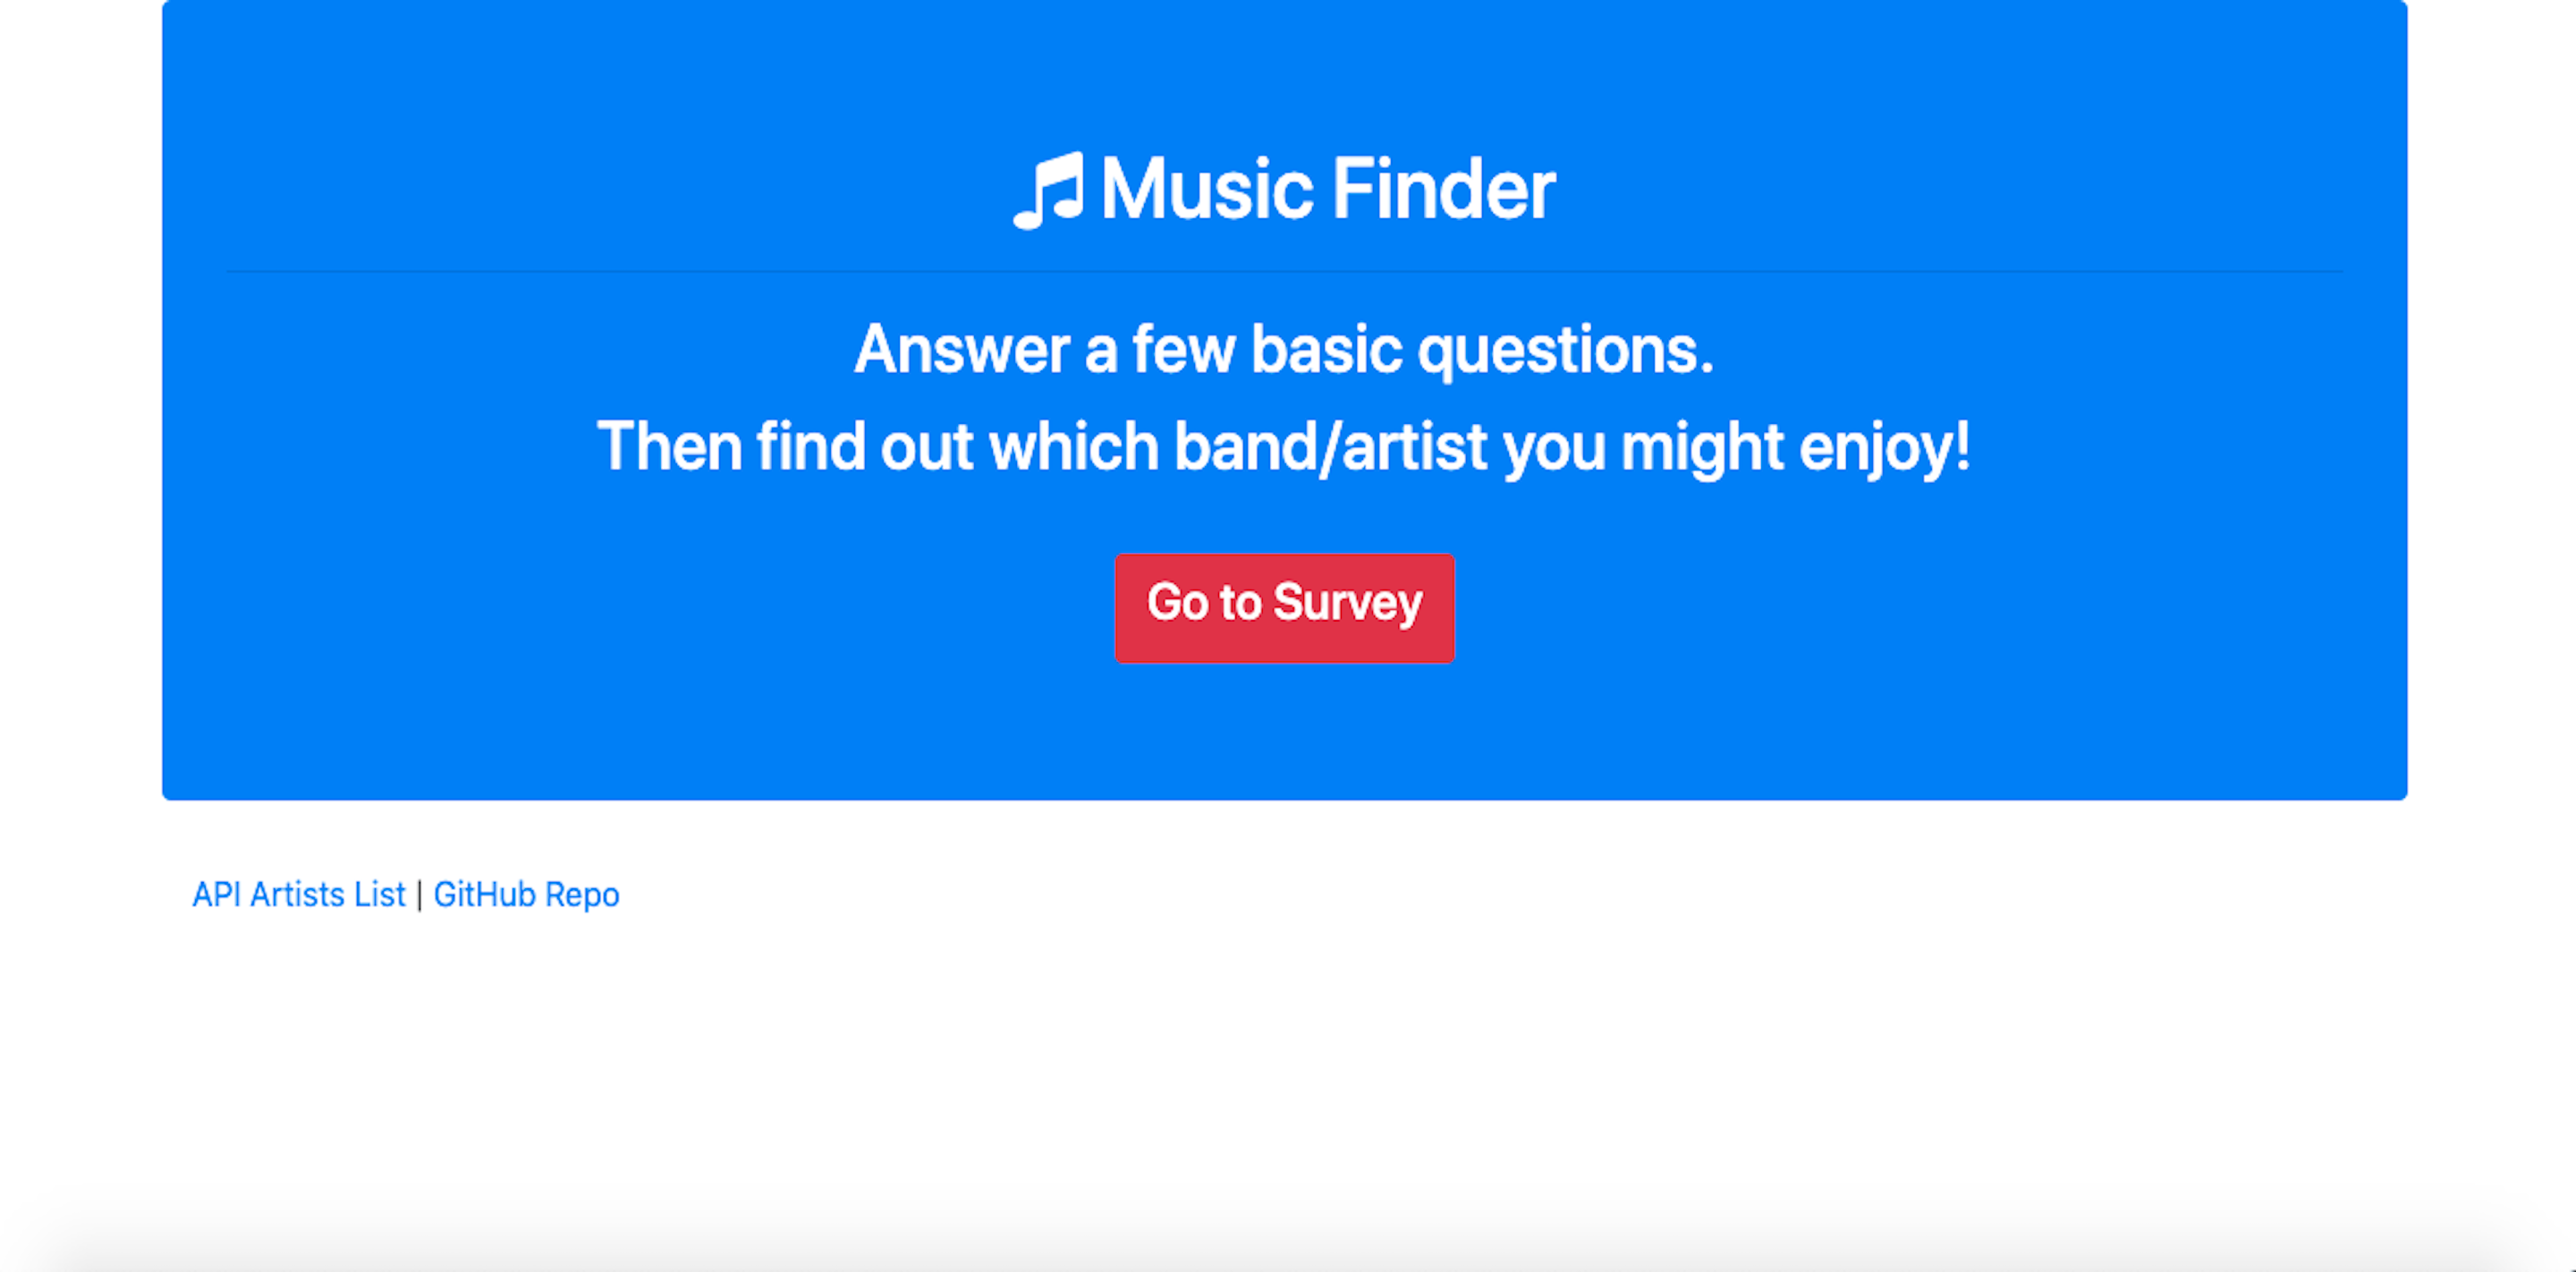 Music Finder
Answer a few basic questions.
Then find out which band/artist you might enjoy!
Go to Survey
API Artists List | GitHub Repo